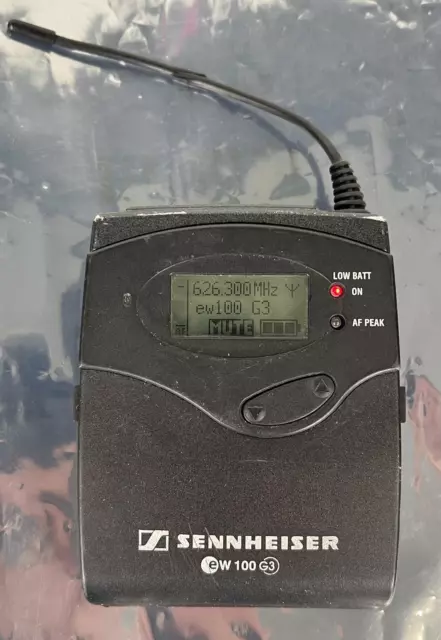 LOW BATT
626.300MHz
ON
ew100 G3
MUTE
AF PEAK
SENNHEISER
ew 100 G3